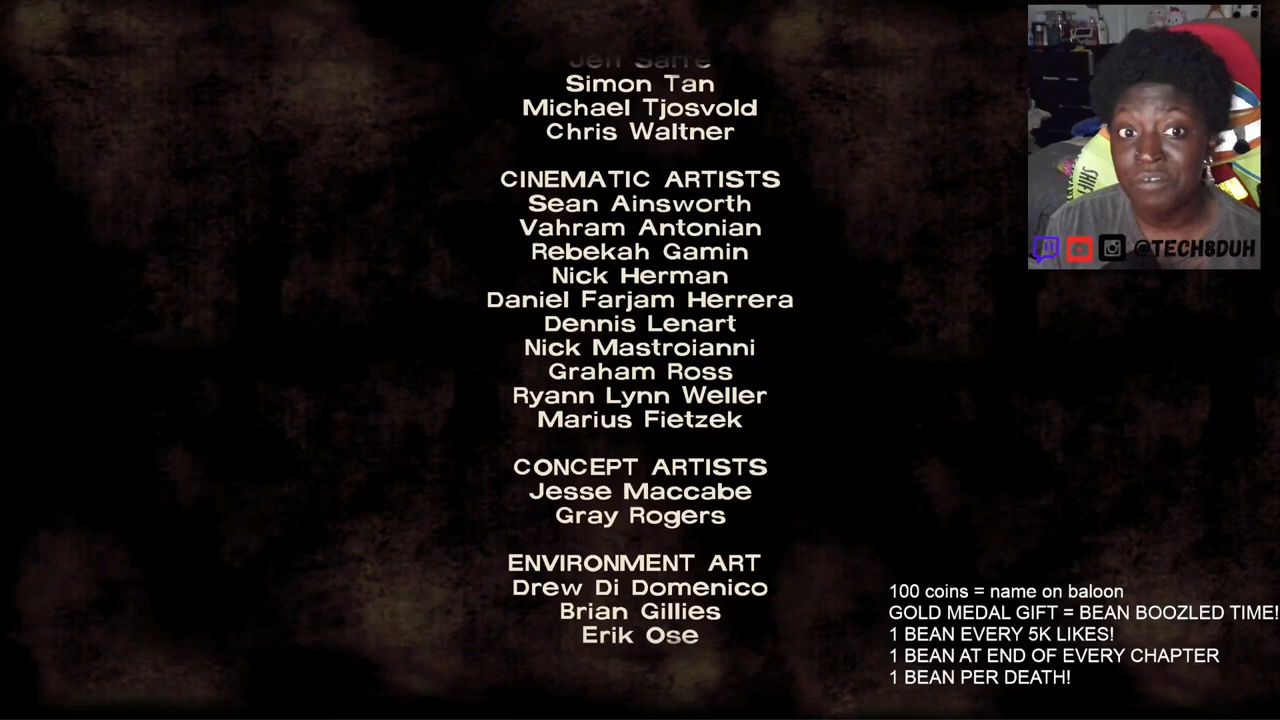 Jeff Sarre
Simon Tan
Michael Tjosvold
Chris Waltner
CINEMATIC ARTISTS
Sean Ainsworth
Vahram Antonian
Rebekah Gamin
Nick Herman
Daniel Farjam Herrera
Dennis Lenart
Nick Mastroianni
Graham Ross
Ryann Lynn Weller
Marius Fietzek
CONCEPT ARTISTS
Jesse Maccabe
Gray Rogers
ENVIRONMENT ART
Drew Di Domenico
Brian Gillies
Erik Ose
@TECH8DUH
100 coins = name on baloon
GOLD MEDAL GIFT = BEAN BOOZLED TIME!
1 BEAN EVERY 5K LIKES!
1 BEAN AT END OF EVERY CHAPTER
1 BEAN PER DEATH!